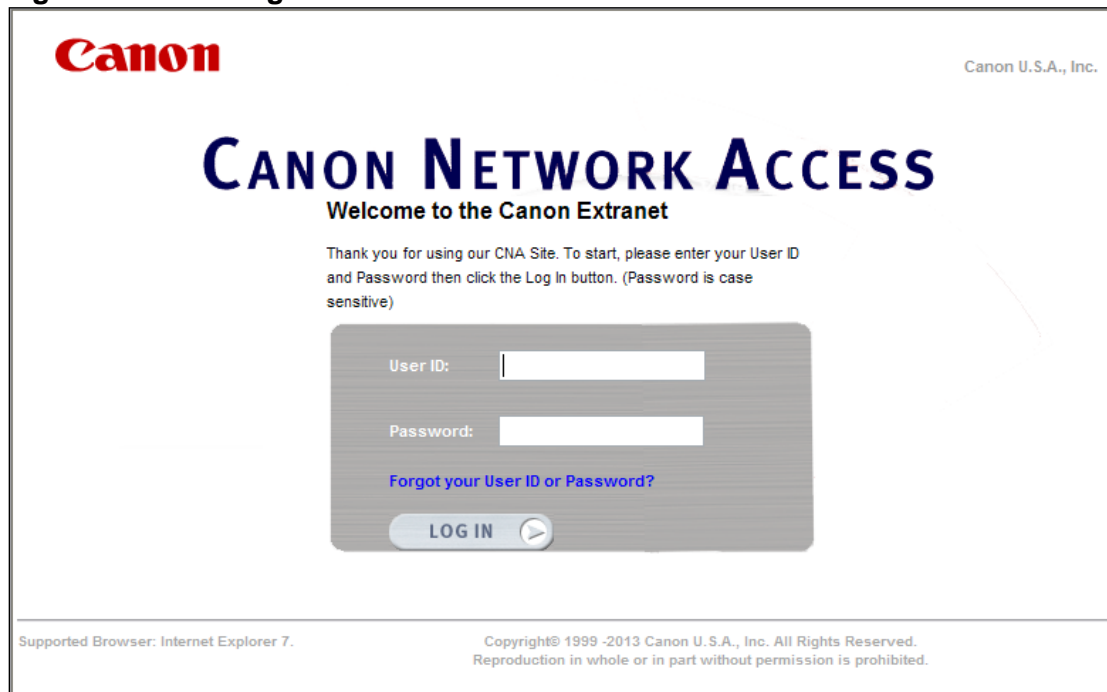 Canon
Canon U.S.A., Inc.
CANON NETWORK ACCESS
Welcome to the Canon Extranet
Thank you for using our CNA Site. To start, please enter your User ID
and Password then click the Log In button. (Password is case
sensitive)
User ID:
Password:
Forgot your User ID or Password?
LOG IN
Supported Browser: Internet Explorer 7.
Copyright© 1999 -2013 Canon U.S.A., Inc. All Rights Reserved.
Reproduction in whole or in part without permission is prohibited.